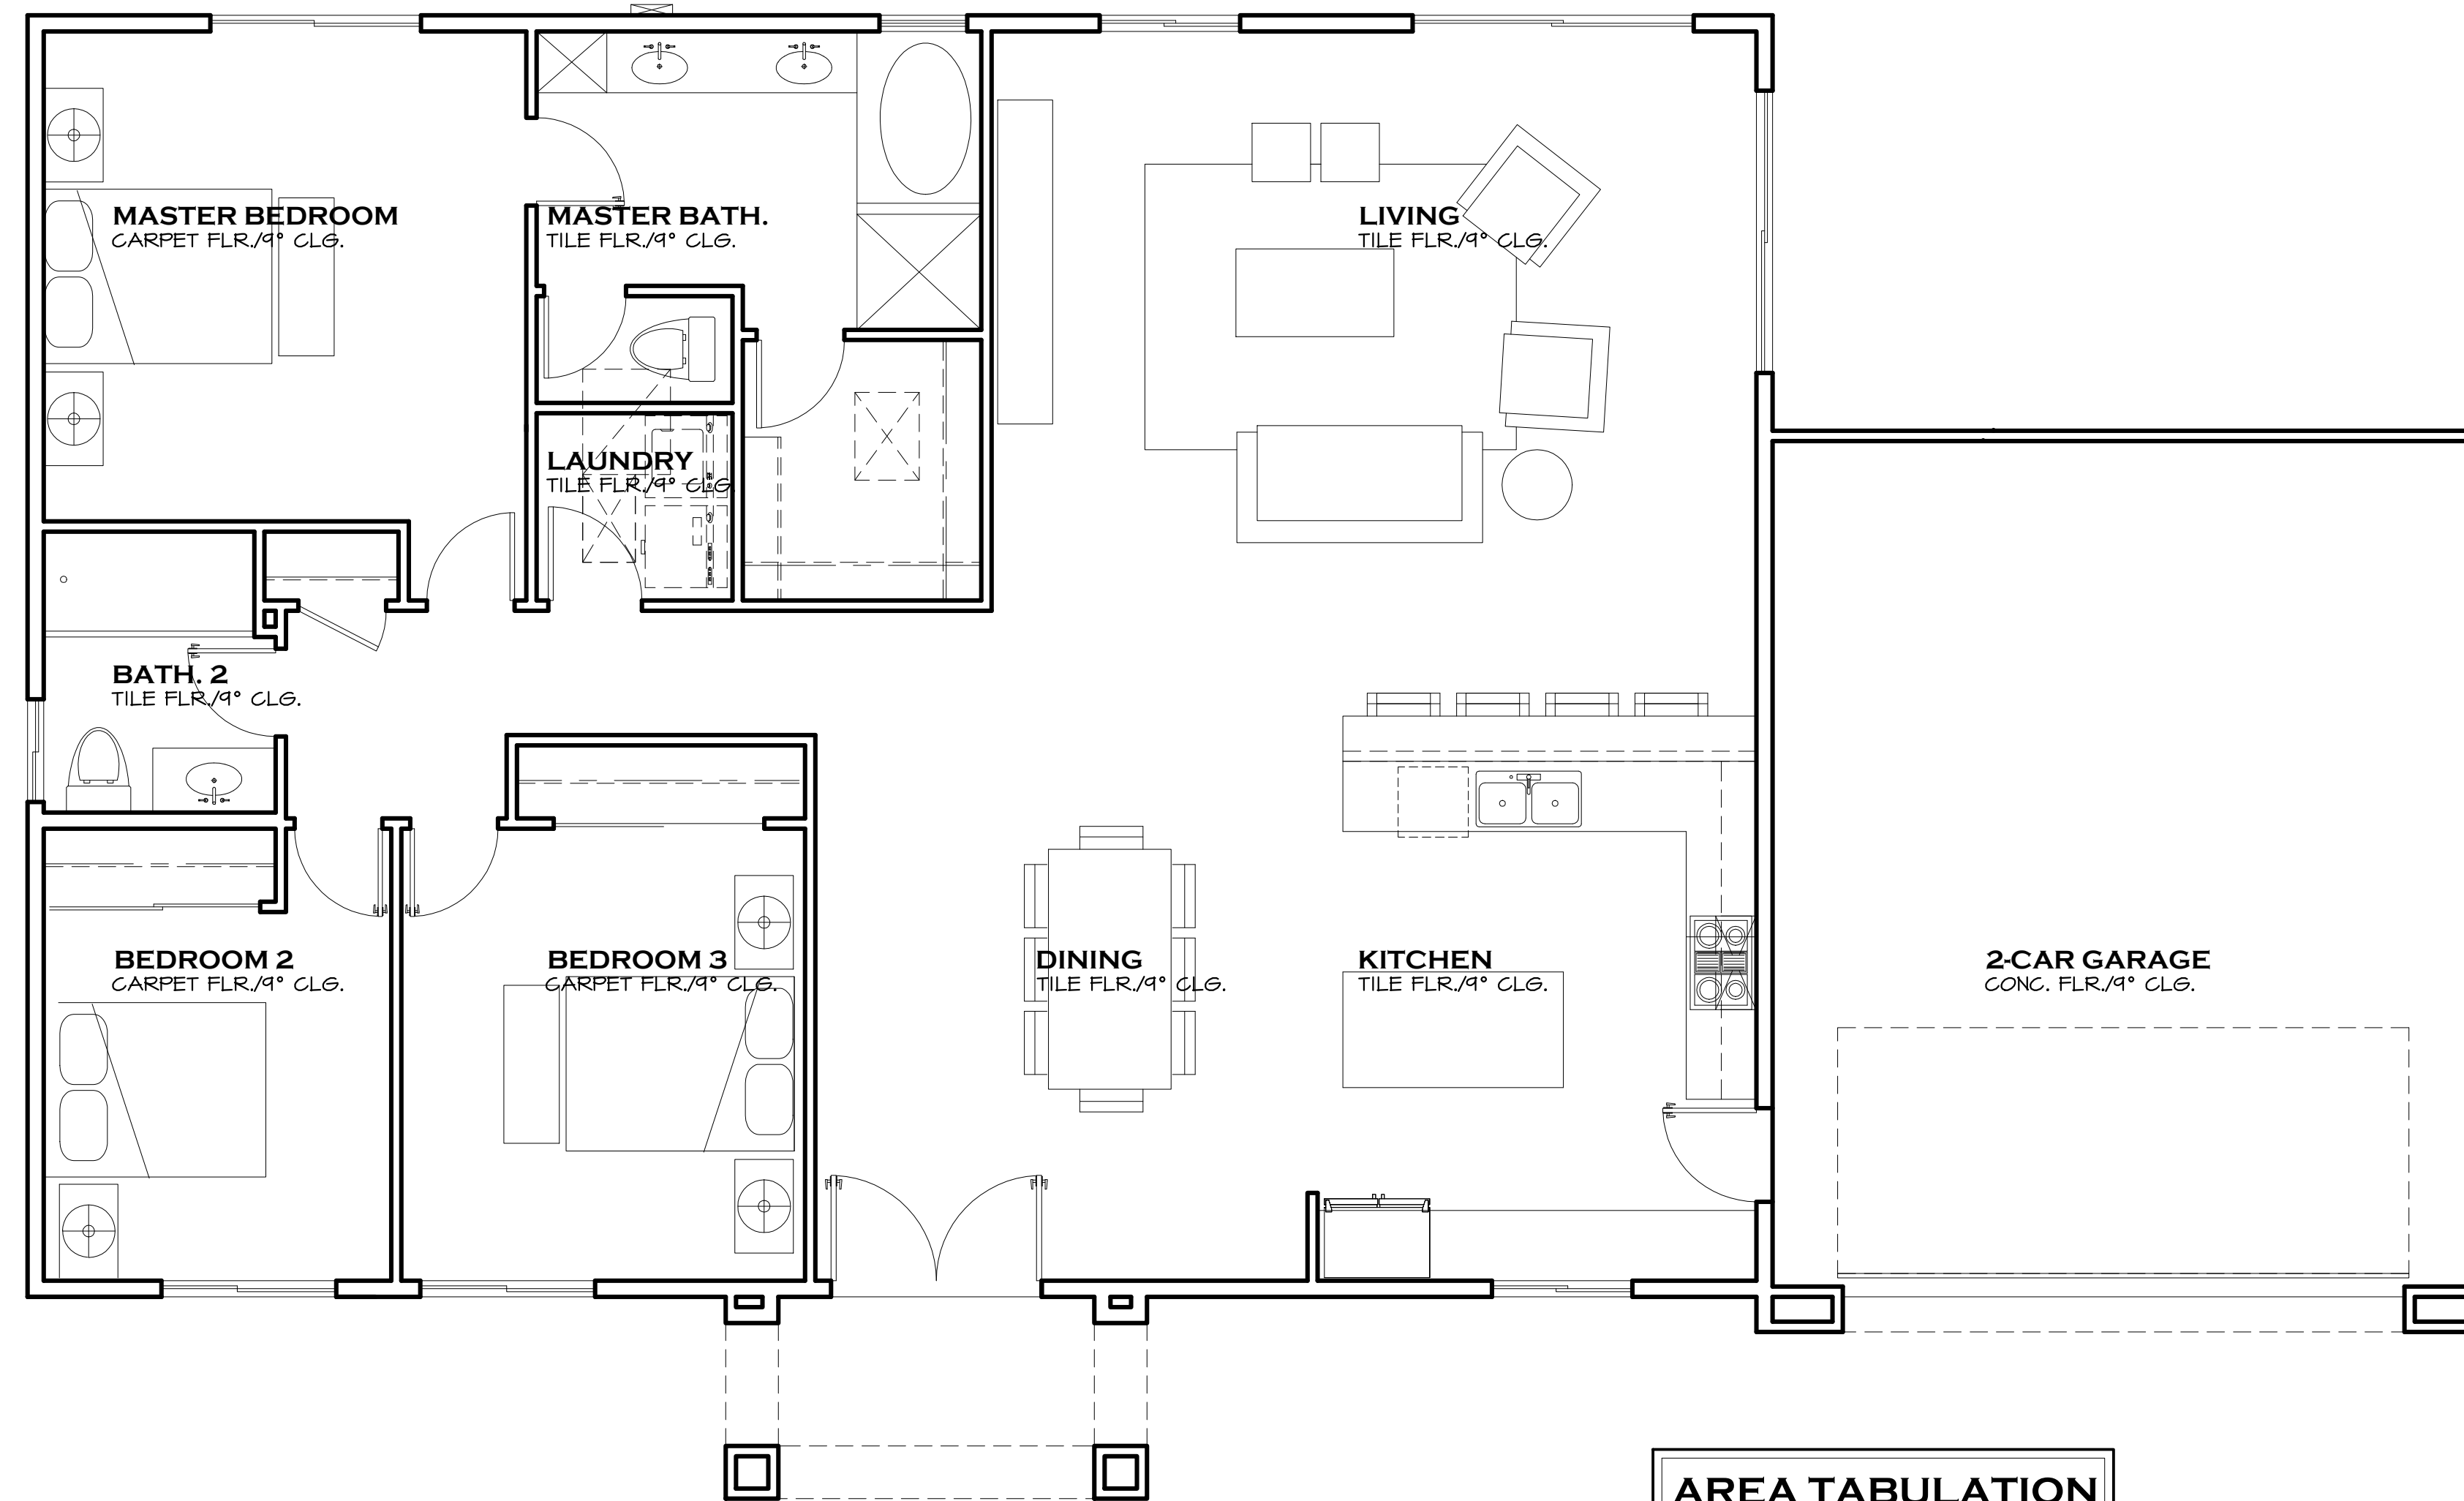 MASTER BEDROOM
CARPET FLR./9° CLG.
MASTER BATH.
TILE FLR./9° CLG.
LIVING
TILE FLR./9° CLG.
LAUNDRY
TILE FLR./9° CLG.
BATH. 2
TILE FLR./9° CLG.
BEDROOM 2
CARPET FLR./9° CLG.
BEDROOM 3
CARPET FLR./9° CLG.
DINING
TILE FLR./9° CLG.
KITCHEN
TILE FLR./9° CLG.
2-CAR GARAGE
CONC. FLR./9° CLG.
AREA TABULATION